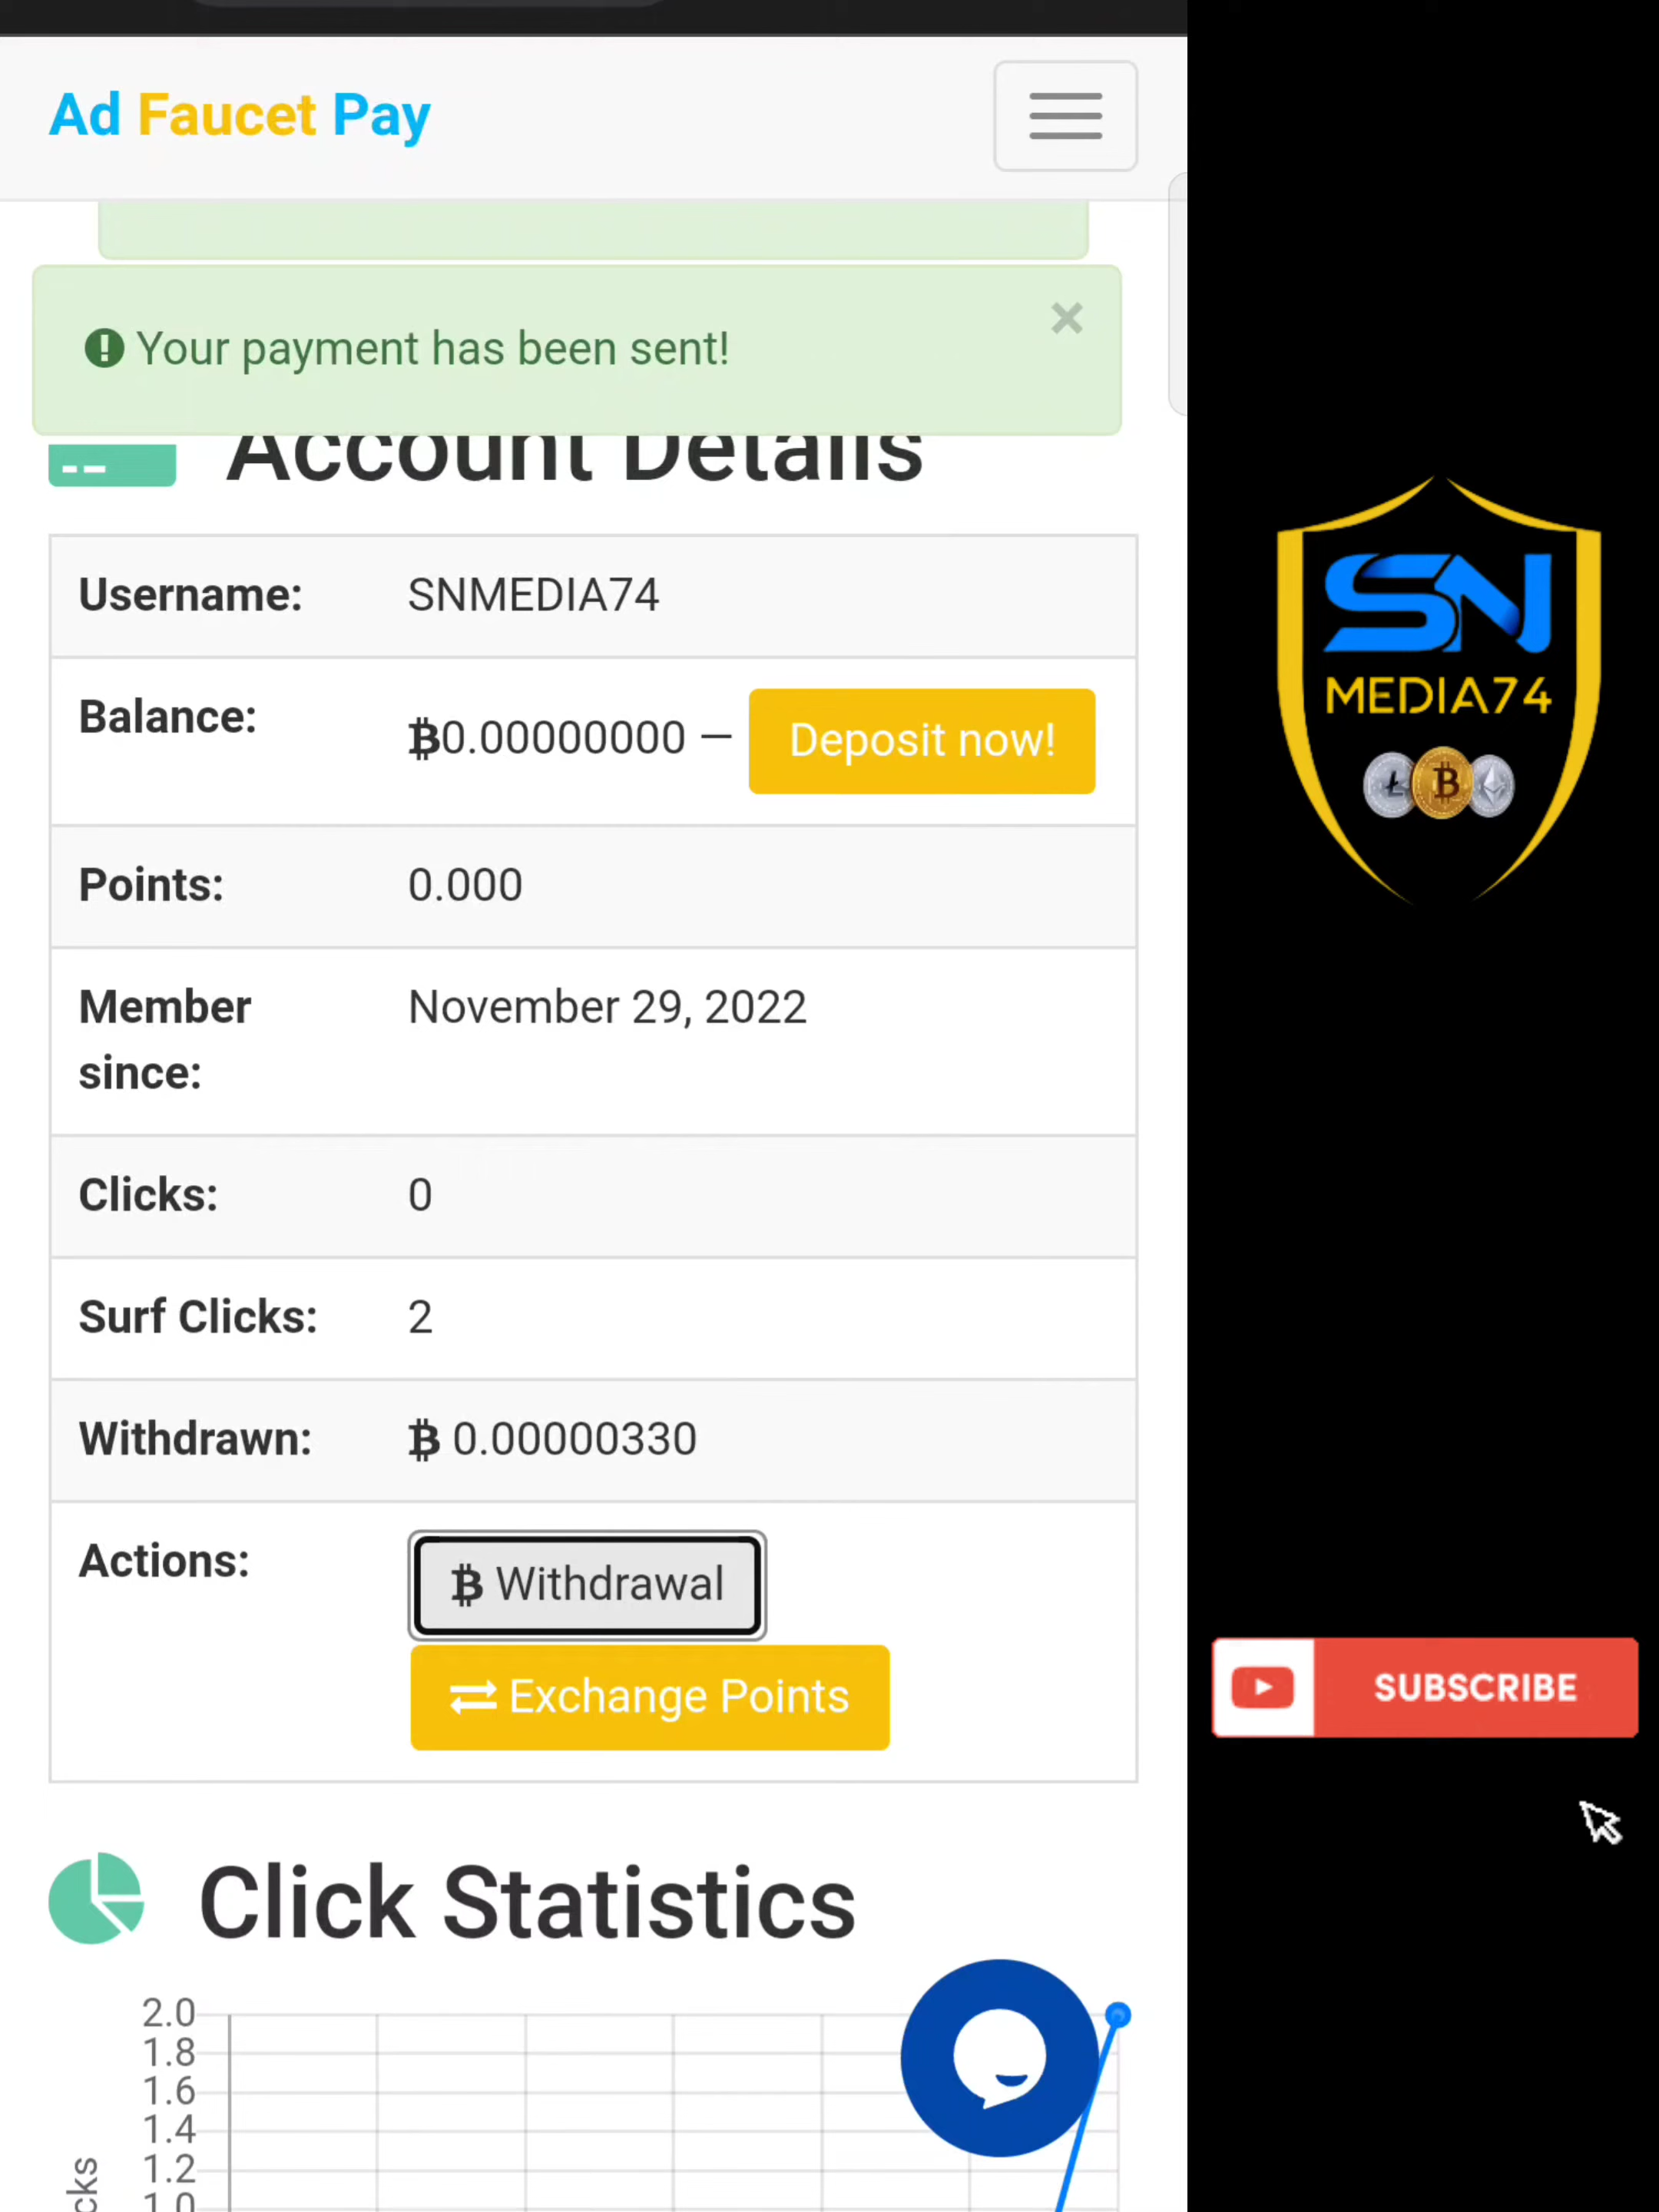 Ad Faucet Pay
Your payment has been sent!
×
Account Details
Username: SNMEDIA74
Balance: ₿0.00000000 — Deposit now!
Points: 0.000
Member since: November 29, 2022
Clicks: 0
Surf Clicks: 2
Withdrawn: ₿ 0.00000330
Actions: ₿ Withdrawal
Exchange Points
Click Statistics
2.0
1.8
1.6
1.4
1.2
1.0
SN
MEDIA74
SUBSCRIBE